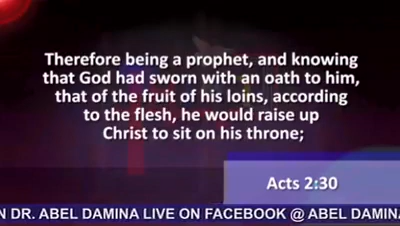 Therefore being a prophet, and knowing
that God had sworn with an oath to him,
that of the fruit of his loins, according
to the flesh, he would raise up
Christ to sit on his throne;
Acts 2:30
N DR. ABEL DAMINA LIVE ON FACEBOOK @ ABEL DAMINA